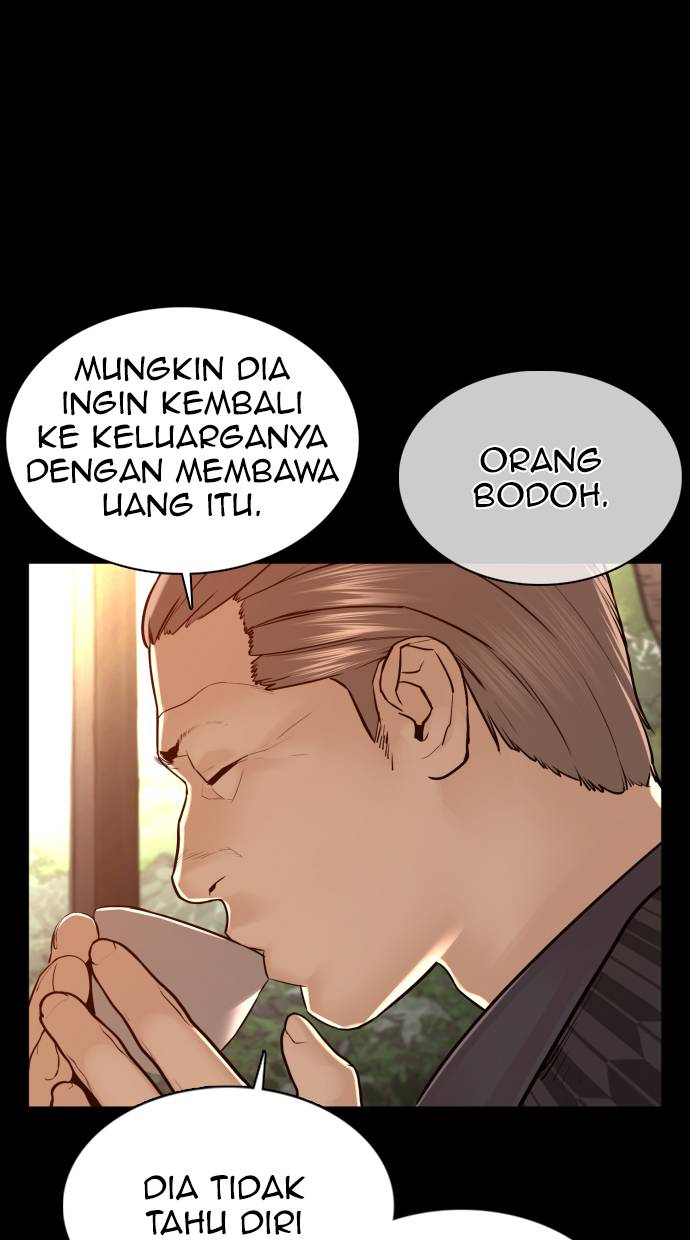 MUNGKIN DIA
INGIN KEMBALI
KE KELUARGANYA
DENGAN MEMBAWA
UANG ITU.
ORANG
BODOH.
DIA TIDAK
TAHU DIRI